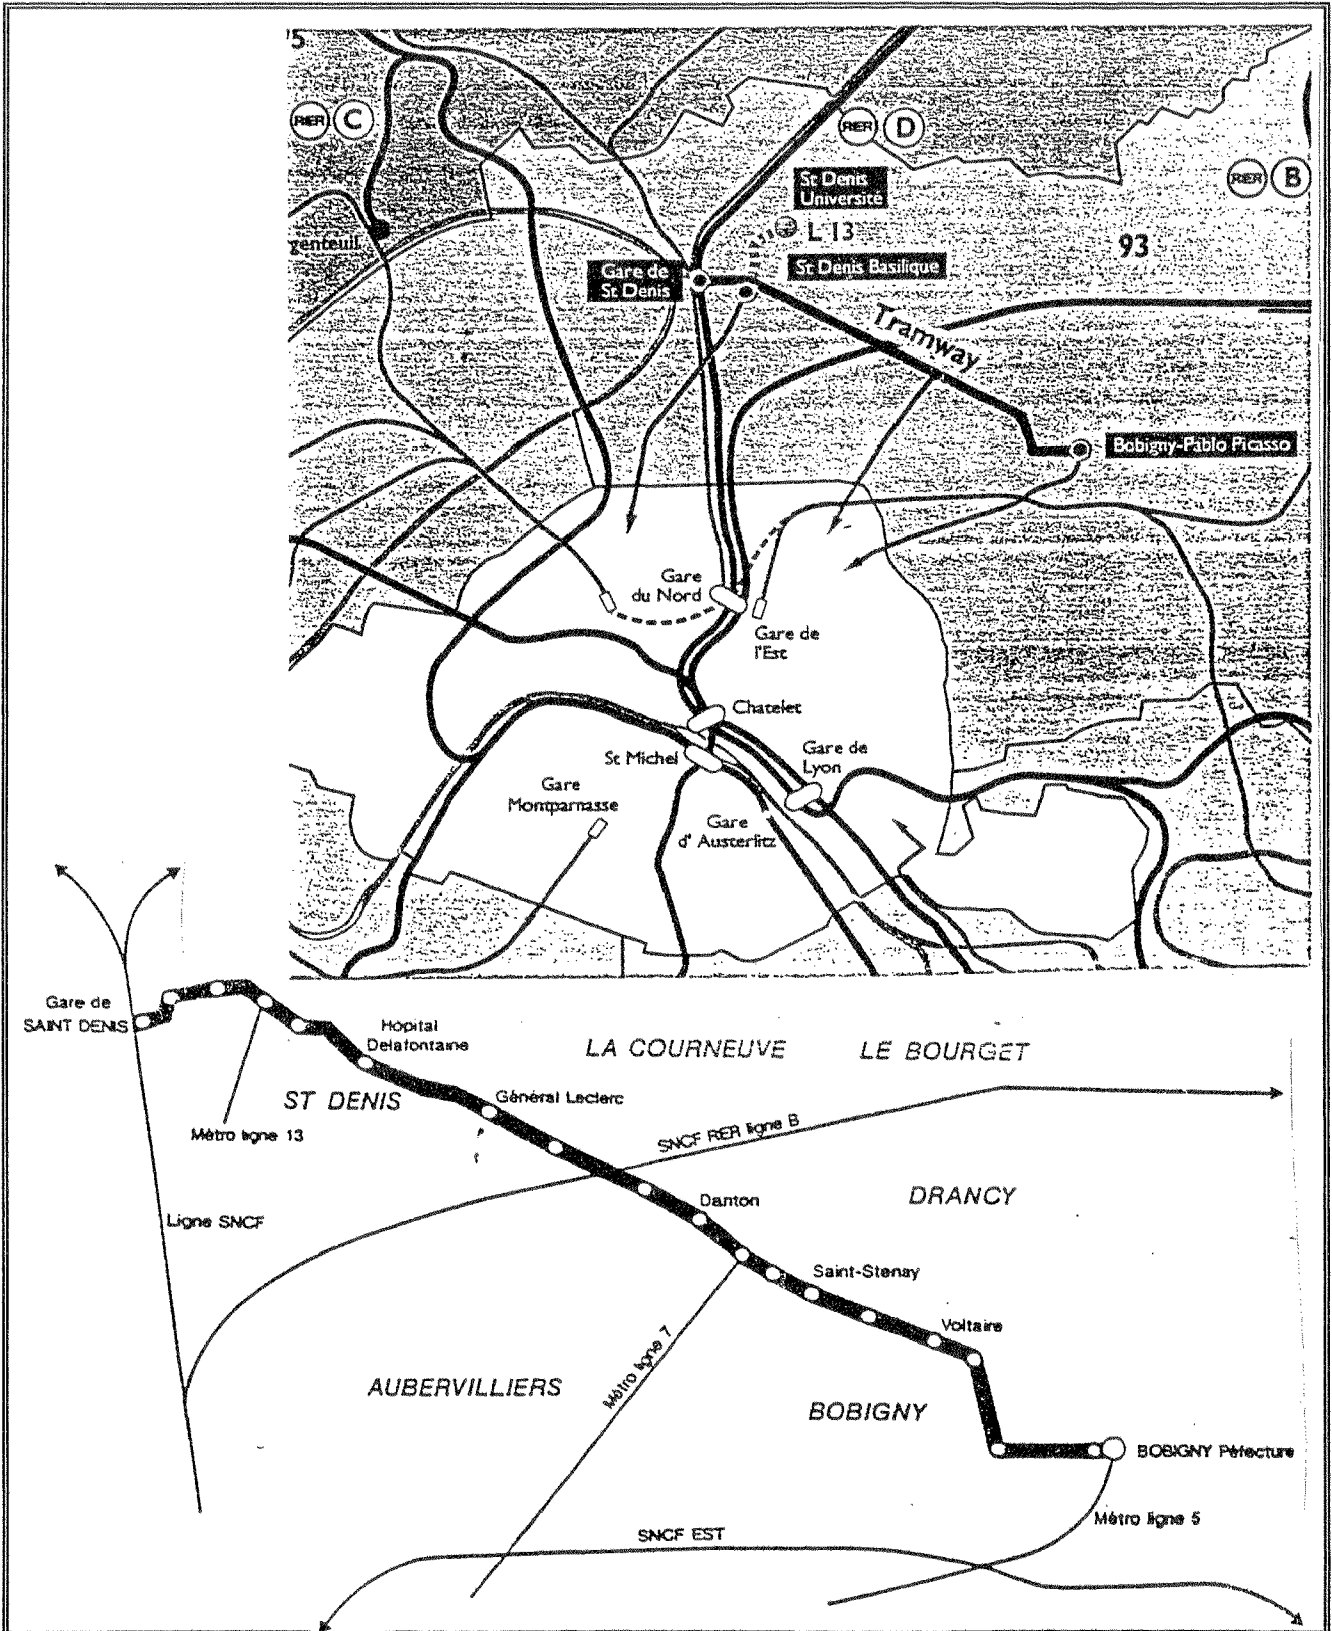 '5
RER C
RER D
RER B
St Denis
Université
L 13
93
genteuil
St Denis Basilique
Gare de
St Denis
Tramway
Bobigny-Pablo Picasso
Gare
du Nord
Gare de
l'Est
Chatelet
St Michel
Gare de
Lyon
Gare
Montparnasse
Gare
d' Austerlitz
Gare de
SAINT DENIS
Hopital
Delafontaine
LA COURNEUVE
LE BOURGET
ST DENIS
Général Leclerc
Métro ligne 13
SNCF RER ligne B
Danton
DRANCY
Ligne SNCF
Saint-Stenay
Voltaire
Métro ligne 7
AUBERVILLIERS
BOBIGNY
BOBIGNY Péfecture
Métro ligne 5
SNCF EST